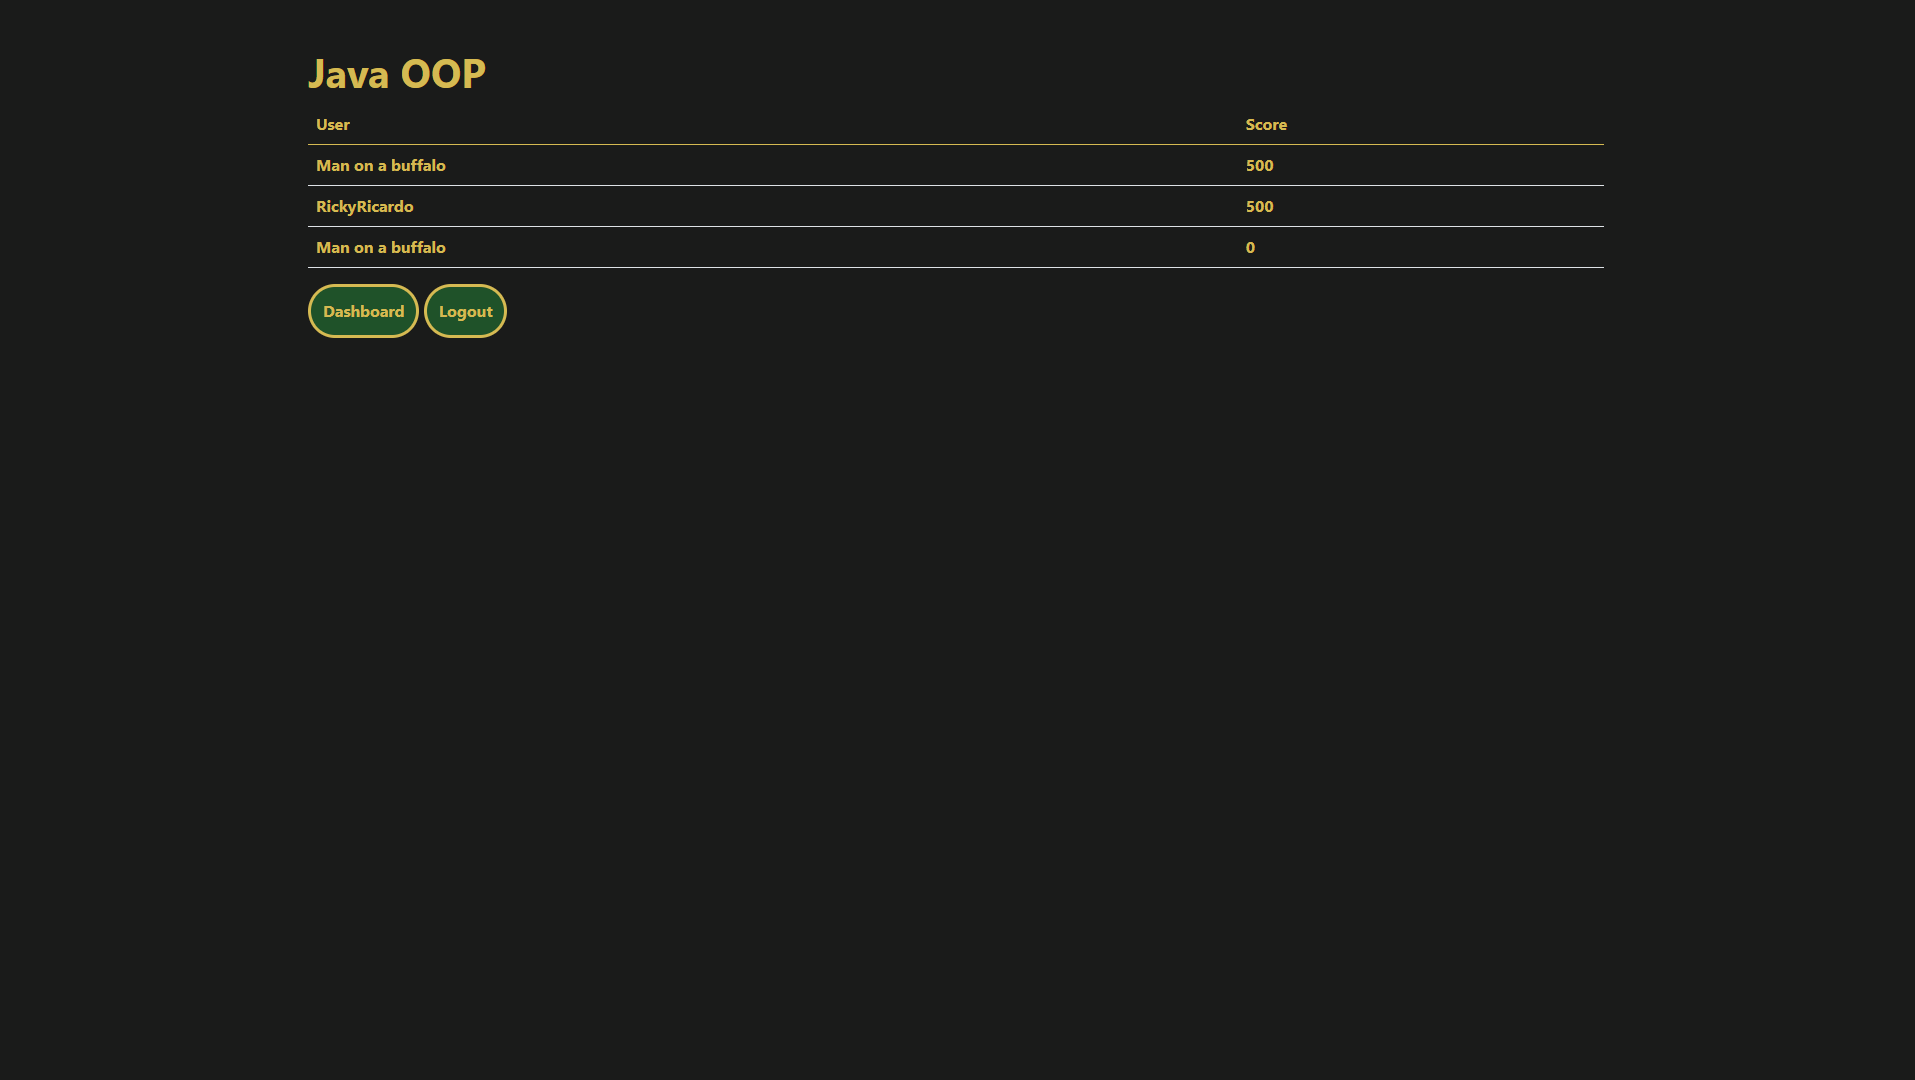 Java OOP
User Score
Man on a buffalo 500
RickyRicardo 500
Man on a buffalo 0
Dashboard Logout